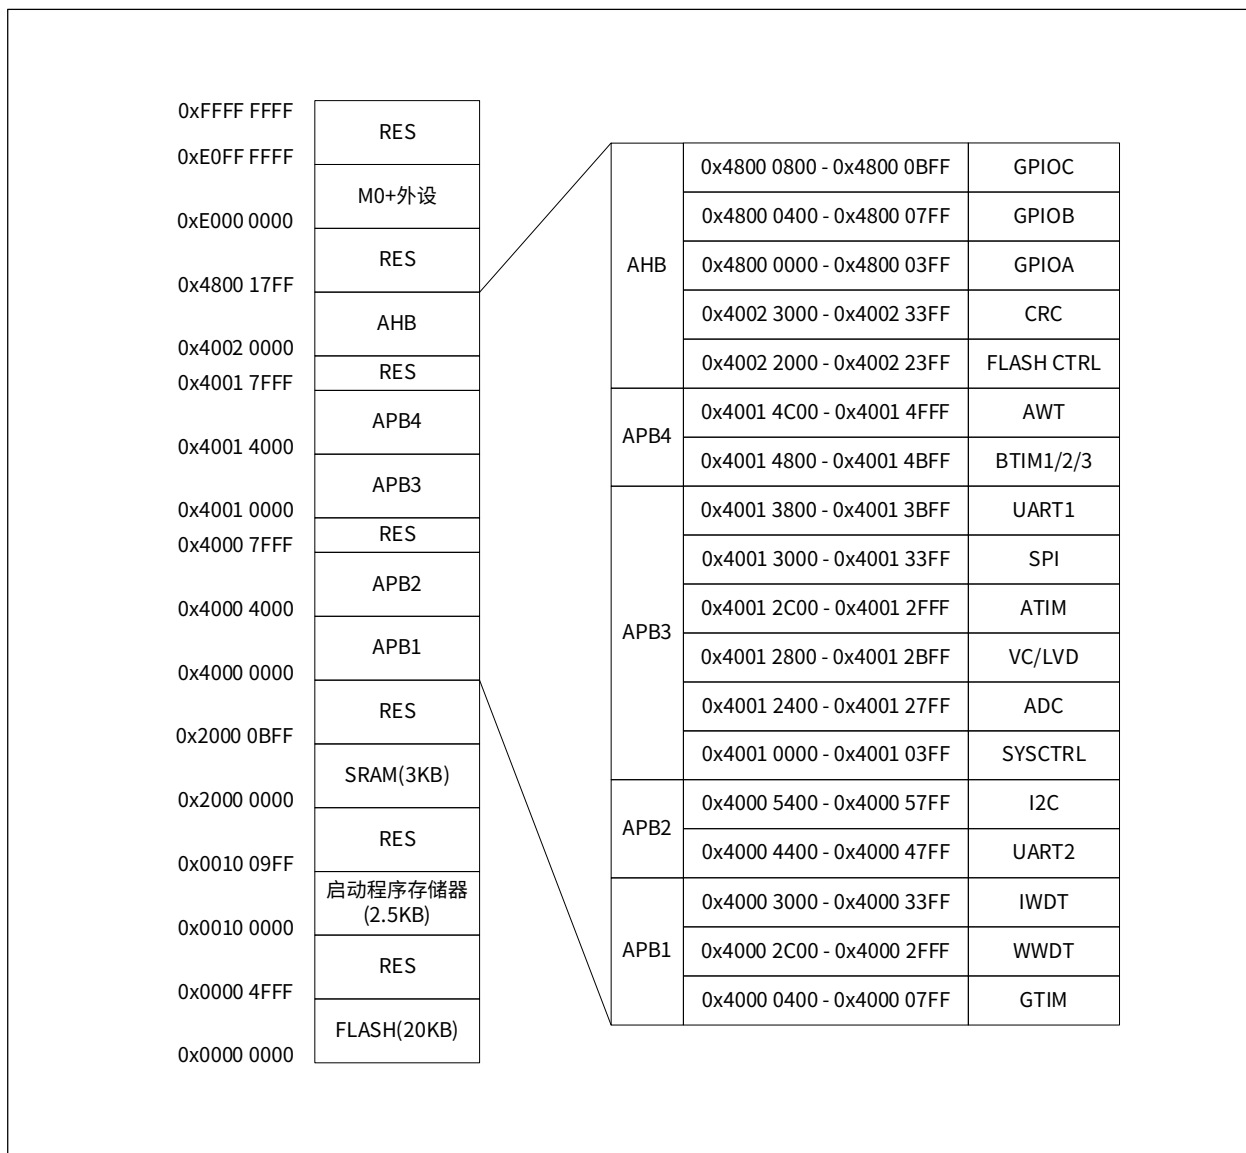 0xFFFF FFFF
RES
0xE0FF FFFF
M0+外设
0xE000 0000
RES
0x4800 17FF
AHB
0x4002 0000
RES
0x4001 7FFF
APB4
0x4001 4000
APB3
0x4001 0000
RES
0x4000 7FFF
APB2
0x4000 4000
APB1
0x4000 0000
RES
0x2000 0BFF
SRAM(3KB)
0x2000 0000
RES
0x0010 09FF
启动程序存储器
(2.5KB)
0x0010 0000
RES
0x0000 4FFF
FLASH(20KB)
0x0000 0000
AHB
0x4800 0800 - 0x4800 0BFF GPIOC
0x4800 0400 - 0x4800 07FF GPIOB
0x4800 0000 - 0x4800 03FF GPIOA
0x4002 3000 - 0x4002 33FF CRC
0x4002 2000 - 0x4002 23FF FLASH CTRL
APB4
0x4001 4C00 - 0x4001 4FFF AWT
0x4001 4800 - 0x4001 4BFF BTIM1/2/3
APB3
0x4001 3800 - 0x4001 3BFF UART1
0x4001 3000 - 0x4001 33FF SPI
0x4001 2C00 - 0x4001 2FFF ATIM
0x4001 2800 - 0x4001 2BFF VC/LVD
0x4001 2400 - 0x4001 27FF ADC
0x4001 0000 - 0x4001 03FF SYSCTRL
APB2
0x4000 5400 - 0x4000 57FF I2C
0x4000 4400 - 0x4000 47FF UART2
APB1
0x4000 3000 - 0x4000 33FF IWDT
0x4000 2C00 - 0x4000 2FFF WWDT
0x4000 0400 - 0x4000 07FF GTIM